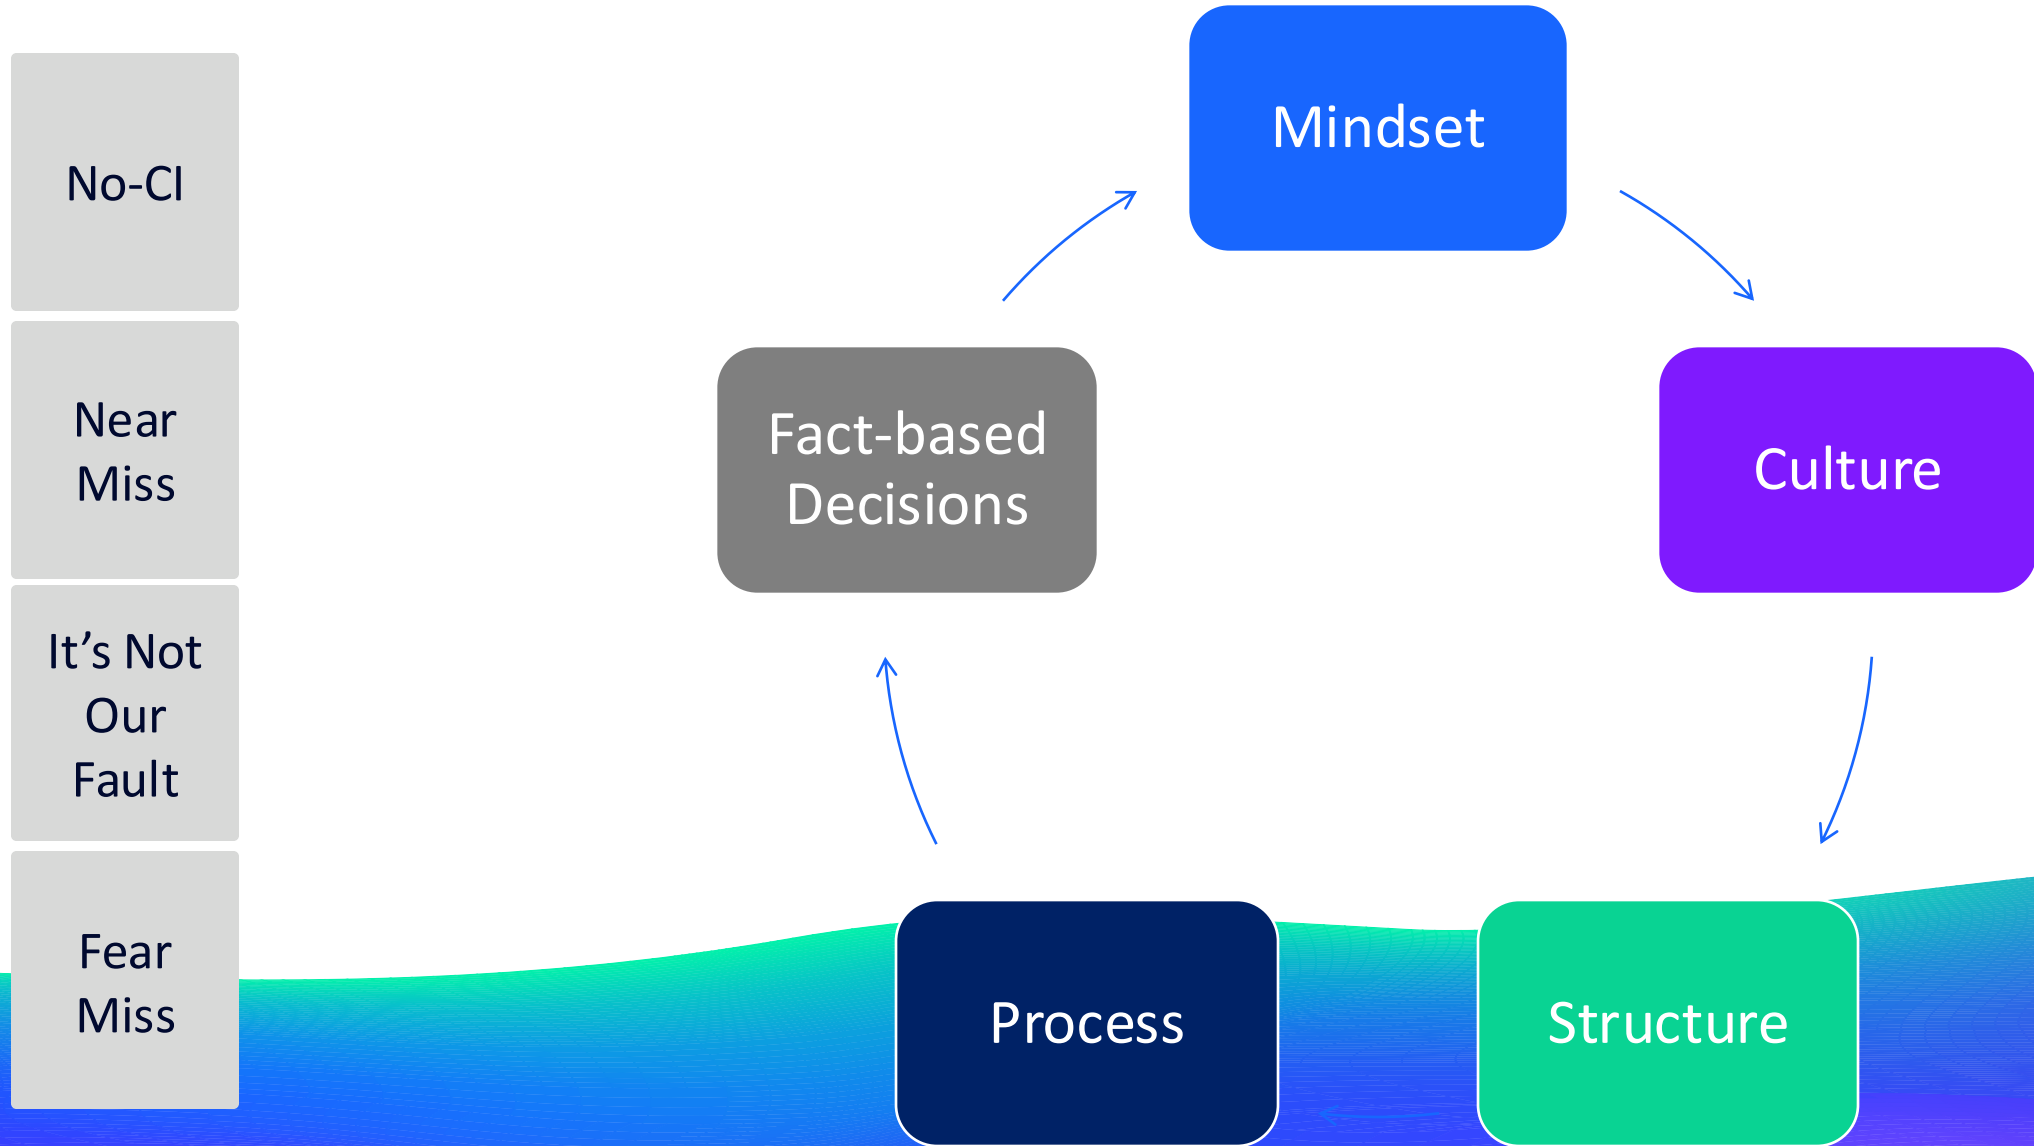 No-CI
Near
Miss
It’s Not
Our
Fault
Fear
Miss
Mindset
Culture
Structure
Process
Fact-based
Decisions